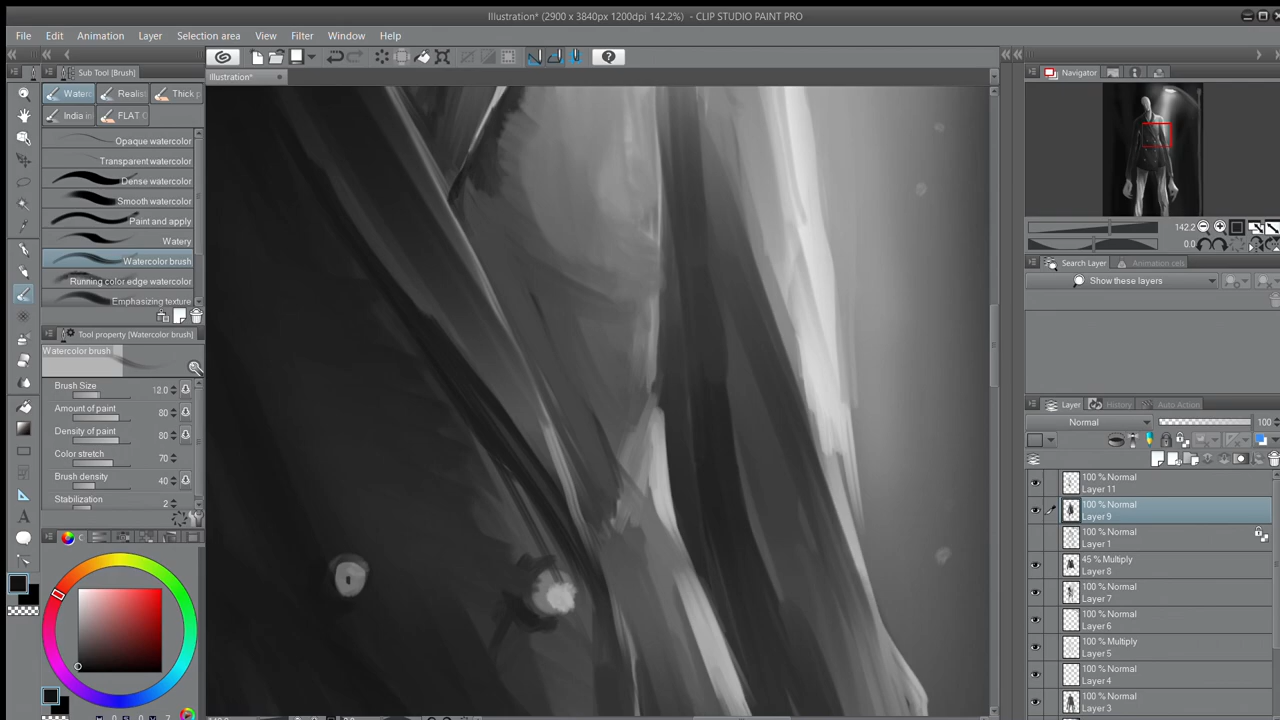 Illustration* (2900 x 3840px 1200dpi 142.2%) - CLIP STUDIO PAINT PRO
File Edit Animation Layer Selection area View Filter Window Help
Sub Tool [Brush]
Illustration*
Navigator
Realis Thick p
India in FLAT C
Opaque watercolor
Transparent watercolor
Dense watercolor
Smooth watercolor
Paint and apply
Watery
Watercolor brush
Running color edge watercolor
Emphasizing texture
Tool property [Watercolor brush]
Watercolor brush
Brush Size 12.0
Amount of paint 80
Density of paint 80
Color stretch 70
Brush density 40
Stabilization 2
142.2
0.0
Search Layer Animation cel
Show these layers
Layer History Auto Action
Normal 100
100 % Normal
Layer 11
100 % Normal
Layer 9
100 % Normal
Layer 1
45 % Multiply
Layer 8
100 % Normal
Layer 7
100 % Normal
Layer 6
100 % Multiply
Layer 5
100 % Normal
Layer 4
100 % Normal
Layer 3